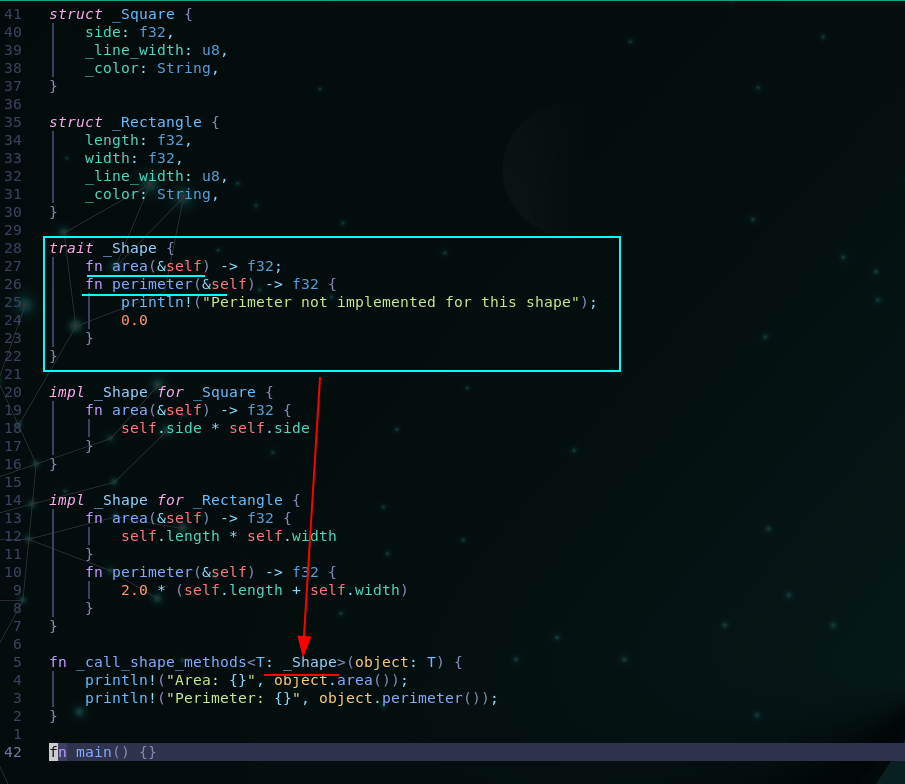 41 struct _Square {
40     side: f32,
39     _line_width: u8,
38     _color: String,
37 }
36
35 struct _Rectangle {
34     length: f32,
33     width: f32,
32     _line_width: u8,
31     _color: String,
30 }
29
28 trait _Shape {
27     fn area(&self) -> f32;
26     fn perimeter(&self) -> f32 {
25         println!("Perimeter not implemented for this shape");
24         0.0
23     }
22 }
21
20 impl _Shape for _Square {
19     fn area(&self) -> f32 {
18         self.side * self.side
17     }
16 }
15
14 impl _Shape for _Rectangle {
13     fn area(&self) -> f32 {
12         self.length * self.width
11     }
10     fn perimeter(&self) -> f32 {
9         2.0 * (self.length + self.width)
8     }
7 }
6
5 fn _call_shape_methods<T: _Shape>(object: T) {
4     println!("Area: {}", object.area());
3     println!("Perimeter: {}", object.perimeter());
2 }
1
42 fn main() {}